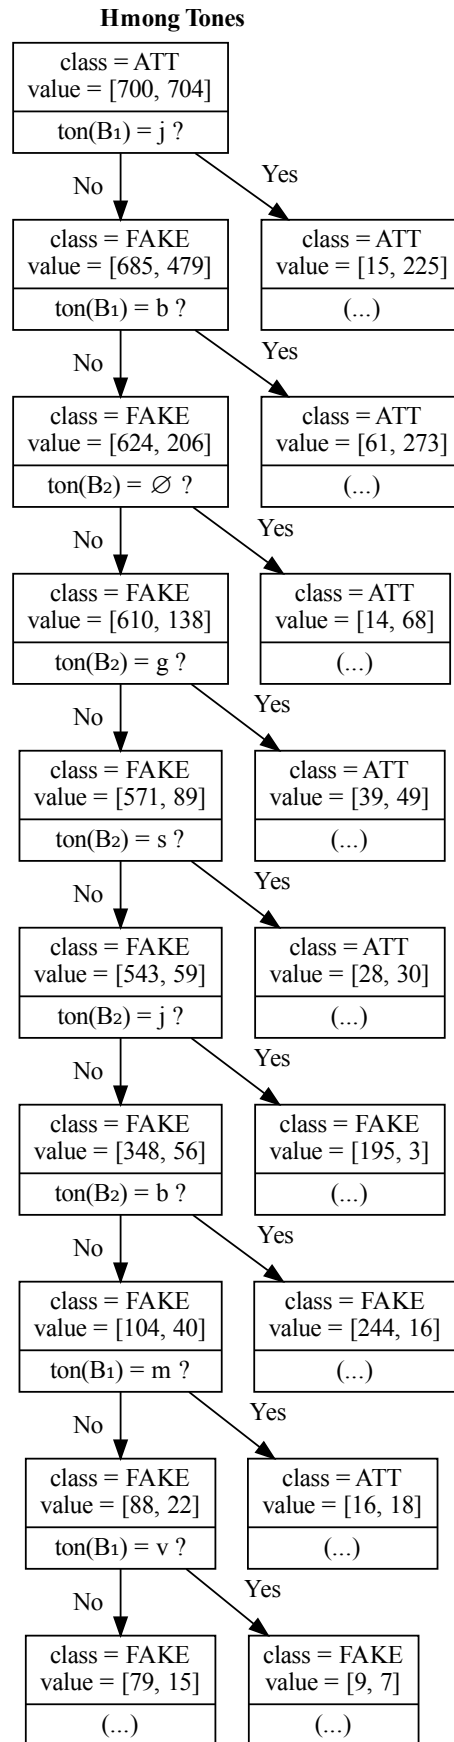 Hmong Tones
class = ATT
value = [700, 704]
ton(B₁) = j ?
No
Yes
class = FAKE
value = [685, 479]
ton(B₁) = b ?
class = ATT
value = [15, 225]
(...)
No
Yes
class = FAKE
value = [624, 206]
ton(B₂) = ∅ ?
class = ATT
value = [61, 273]
(...)
No
Yes
class = FAKE
value = [610, 138]
ton(B₂) = g ?
class = ATT
value = [14, 68]
(...)
No
Yes
class = FAKE
value = [571, 89]
ton(B₂) = s ?
class = ATT
value = [39, 49]
(...)
No
Yes
class = FAKE
value = [543, 59]
ton(B₂) = j ?
class = ATT
value = [28, 30]
(...)
No
Yes
class = FAKE
value = [348, 56]
ton(B₂) = b ?
class = FAKE
value = [195, 3]
(...)
No
Yes
class = FAKE
value = [104, 40]
ton(B₁) = m ?
class = FAKE
value = [244, 16]
(...)
No
Yes
class = FAKE
value = [88, 22]
ton(B₁) = v ?
class = ATT
value = [16, 18]
(...)
No
Yes
class = FAKE
value = [79, 15]
(...)
class = FAKE
value = [9, 7]
(...)